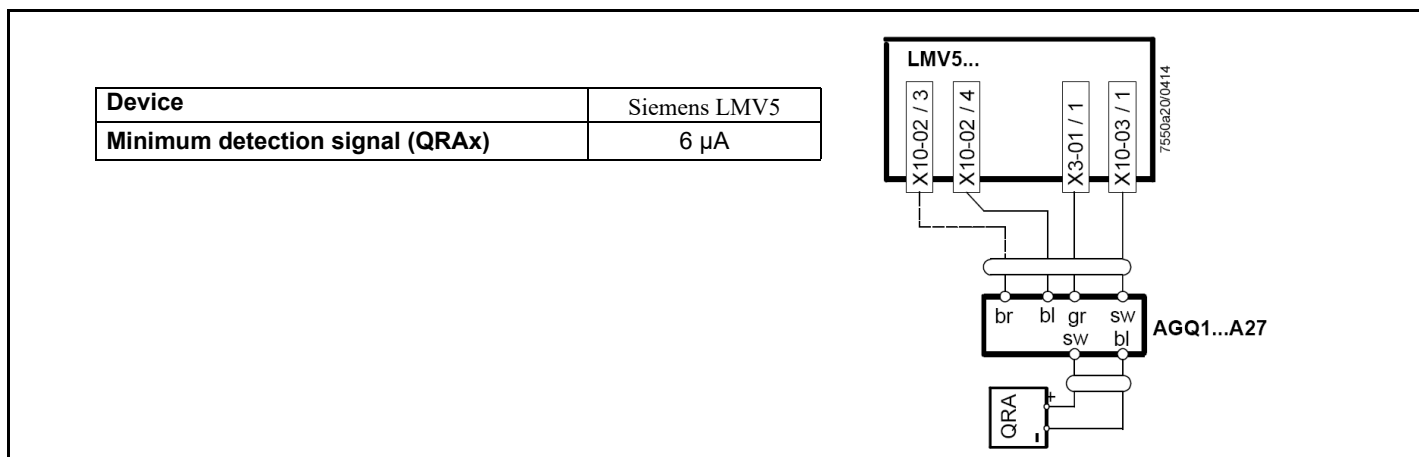 Device Siemens LMV5
Minimum detection signal (QRAx) 6 µA
LMV5...
X10-02 / 3
X10-02 / 4
X3-01 / 1
X10-03 / 1
7550a20/0414
br bl gr sw
sw bl
AGQ1...A27
QRA
+
-